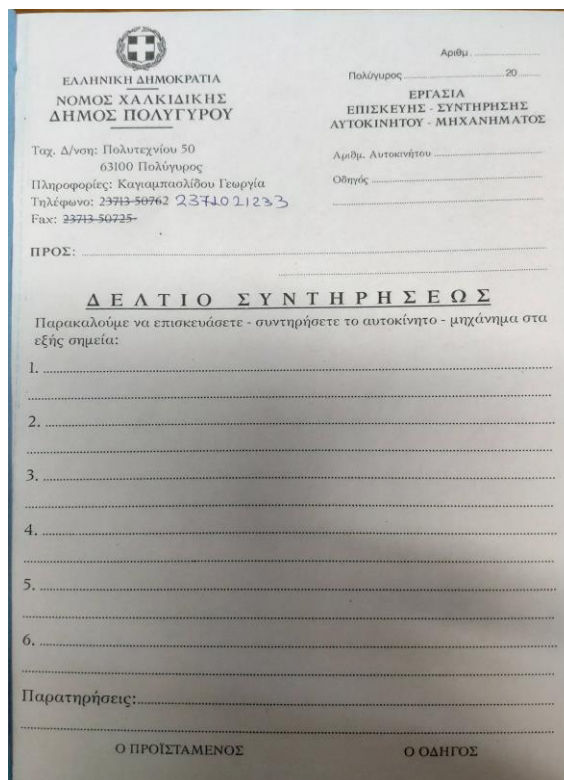 ΕΛΛΗΝΙΚΗ ΔΗΜΟΚΡΑΤΙΑ
ΝΟΜΟΣ ΧΑΛΚΙΔΙΚΗΣ
ΔΗΜΟΣ ΠΟΛΥΓΥΡΟΥ
Ταχ. Δ/νση: Πολυτεχνίου 50
63100 Πολύγυρος
Πληροφορίες: Καγιαμπασλίδου Γεωργία
Τηλέφωνο: 23713-50762 2371021233
Fax: 23713-50725
Αριθμ.
Πολύγυρος 20
ΕΡΓΑΣΙΑ
ΕΠΙΣΚΕΥΗΣ - ΣΥΝΤΗΡΗΣΗΣ
ΑΥΤΟΚΙΝΗΤΟΥ - ΜΗΧΑΝΗΜΑΤΟΣ
Αριθμ. Αυτοκινήτου
Οδηγός
ΠΡΟΣ:
ΔΕΛΤΙΟ ΣΥΝΤΗΡΗΣΕΩΣ
Παρακαλούμε να επισκευάσετε - συντηρήσετε το αυτοκίνητο - μηχάνημα στα
εξής σημεία:
1.
2.
3.
4.
5.
6.
Παρατηρήσεις:
Ο ΠΡΟΪΣΤΑΜΕΝΟΣ Ο ΟΔΗΓΟΣ